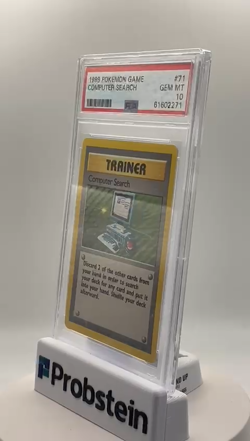 1999 POKEMON GAME #71
COMPUTER SEARCH GEM MT
10
61602271
TRAINER
Computer Search
Discard 2 of the other cards from
your hand in order to search
your deck for any card and put it
into your hand. Shuffle your deck
afterward.
Probstein